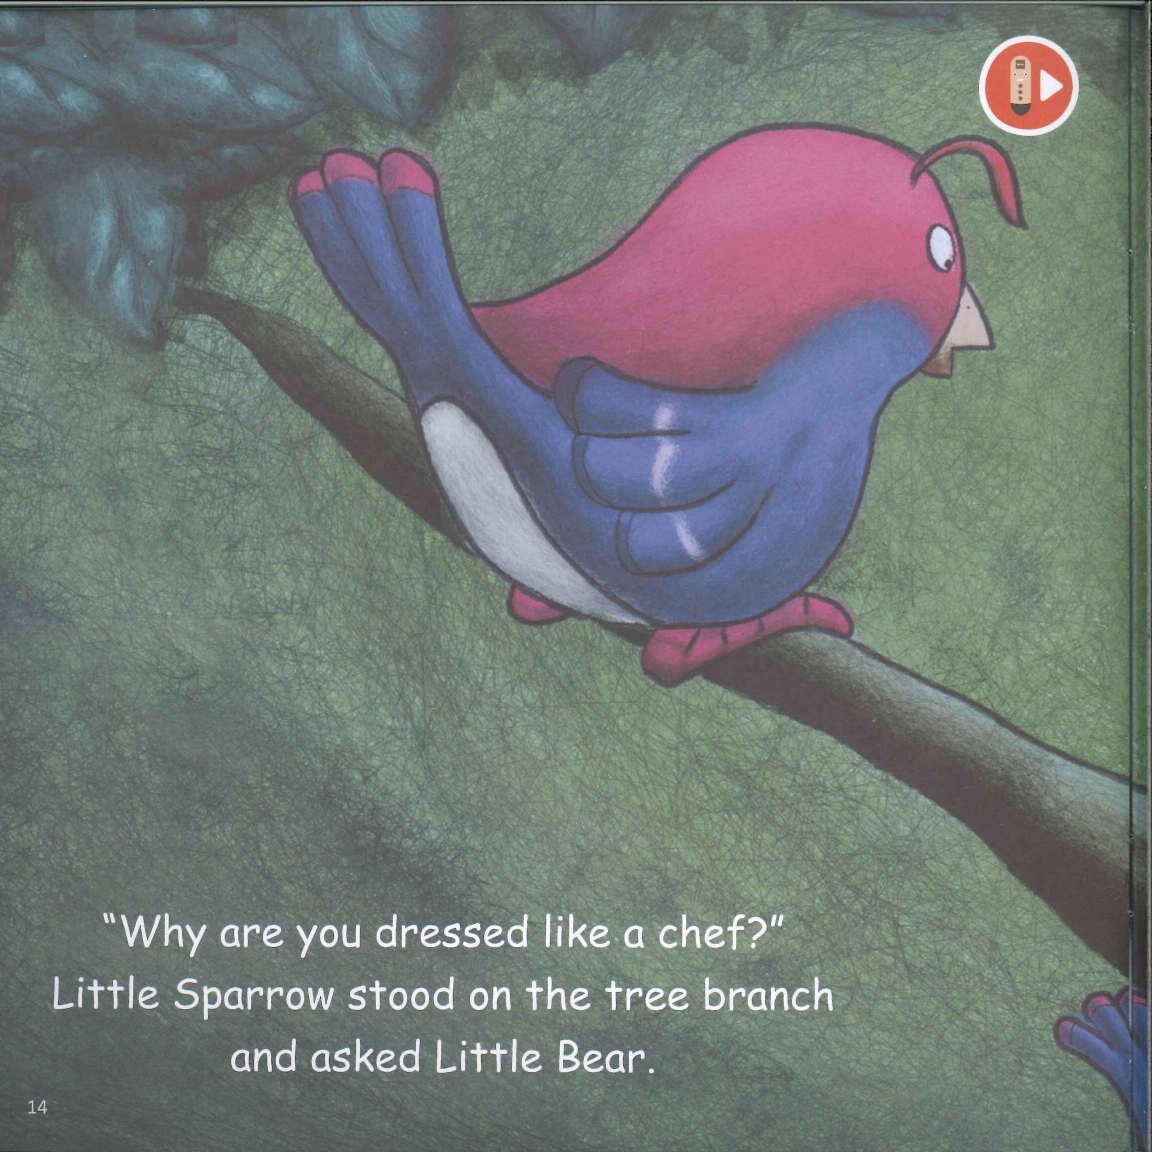 “Why are you dressed like a chef?”
Little Sparrow stood on the tree branch
and asked Little Bear.
14